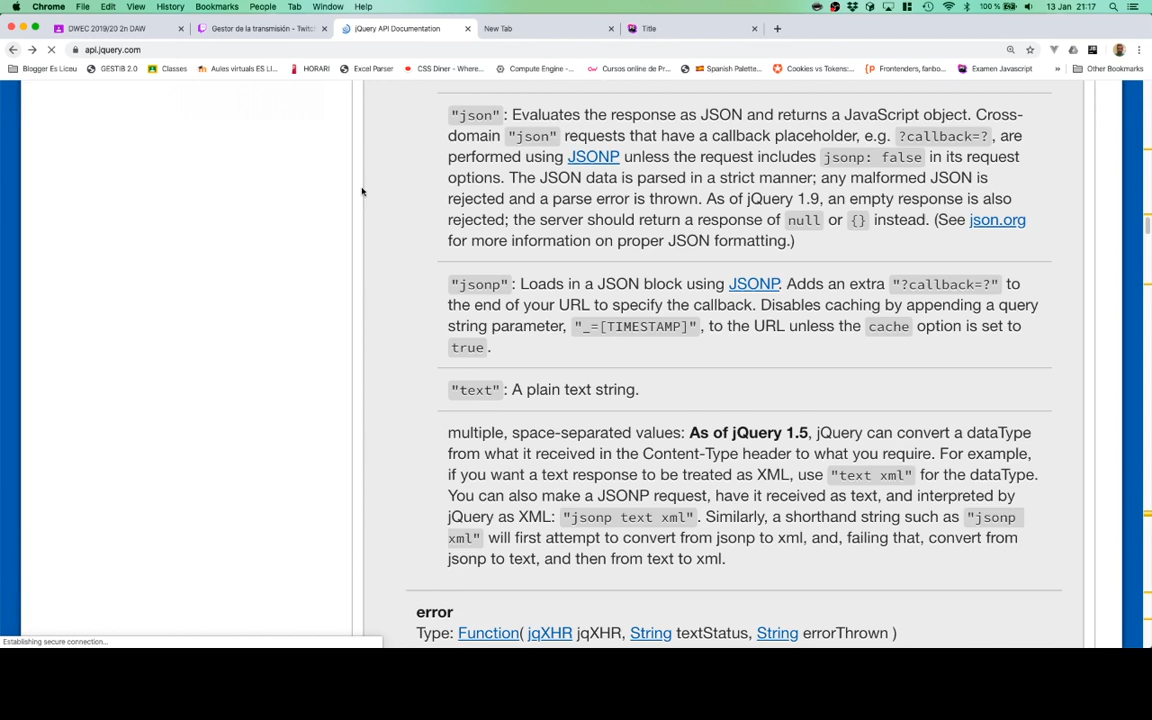 Chrome File Edit View History Bookmarks People Tab Window Help 100 % 13 Jan 21:17
DWEC 2019/20 2n DAW Gestor de la transmisión - Twitch jQuery API Documentation New Tab Title
api.jquery.com
Blogger Es Liceu GESTIB 2.0 Classes Aules virtuals ES LI... HORARI Excel Parser CSS Diner - Where... Compute Engine -... Cursos online de Pr... Spanish Palette... Cookies vs Tokens:... Frontenders, fanbo... Examen Javascript » Other Bookmarks
"json": Evaluates the response as JSON and returns a JavaScript object. Cross-
domain "json" requests that have a callback placeholder, e.g. ?callback=?, are
performed using JSONP unless the request includes jsonp: false in its request
options. The JSON data is parsed in a strict manner; any malformed JSON is
rejected and a parse error is thrown. As of jQuery 1.9, an empty response is also
rejected; the server should return a response of null or {} instead. (See json.org
for more information on proper JSON formatting.)
"jsonp": Loads in a JSON block using JSONP. Adds an extra "?callback=?" to
the end of your URL to specify the callback. Disables caching by appending a query
string parameter, "_=[TIMESTAMP]", to the URL unless the cache option is set to
true.
"text": A plain text string.
multiple, space-separated values: As of jQuery 1.5, jQuery can convert a dataType
from what it received in the Content-Type header to what you require. For example,
if you want a text response to be treated as XML, use "text xml" for the dataType.
You can also make a JSONP request, have it received as text, and interpreted by
jQuery as XML: "jsonp text xml". Similarly, a shorthand string such as "jsonp
xml" will first attempt to convert from jsonp to xml, and, failing that, convert from
jsonp to text, and then from text to xml.
error
Type: Function( jqXHR jqXHR, String textStatus, String errorThrown )
Establishing secure connection...